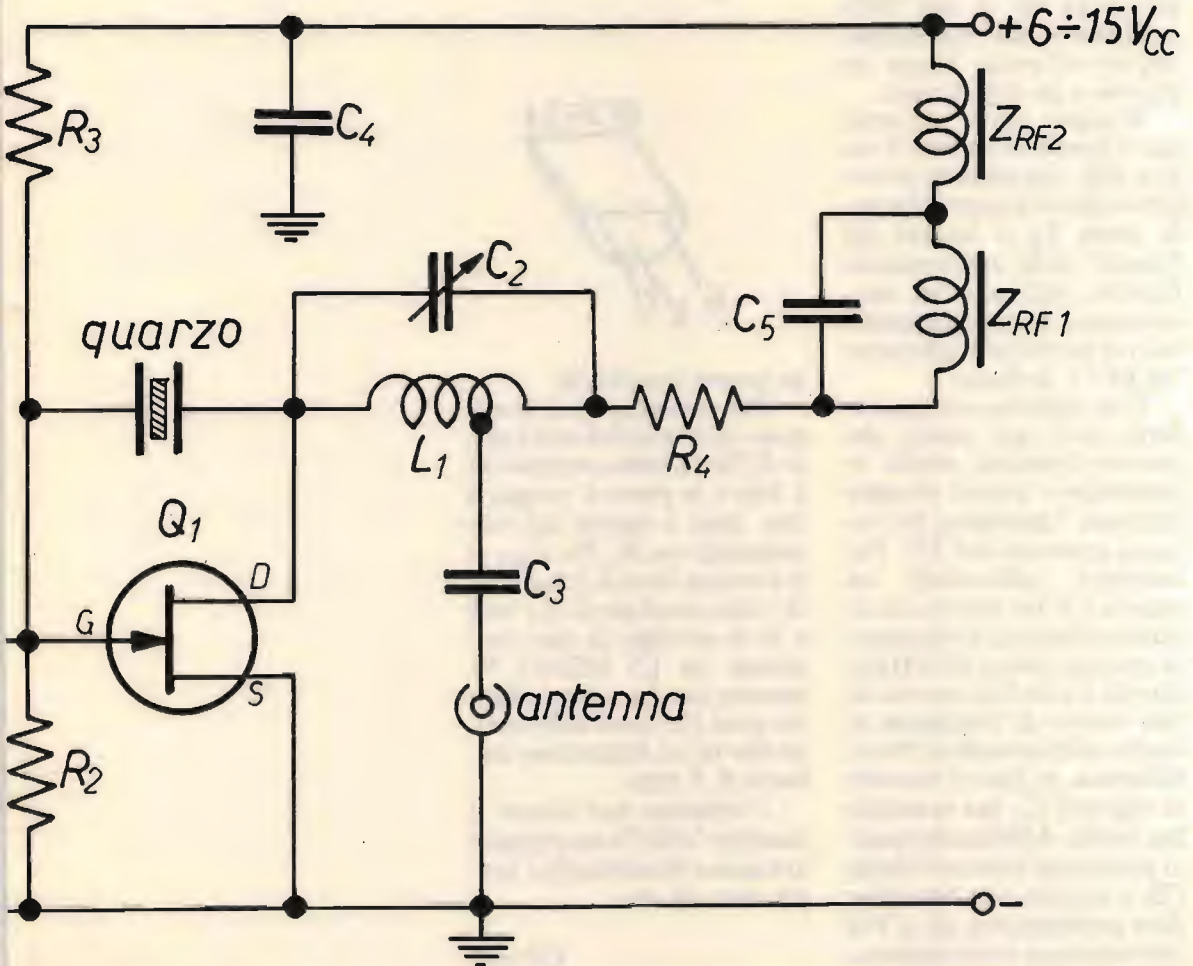 +6÷15VCC
R3
C4
ZRF2
C2
C5
ZRF1
quarzo
L1
R4
Q1
D
G
S
C3
antenna
R2
-